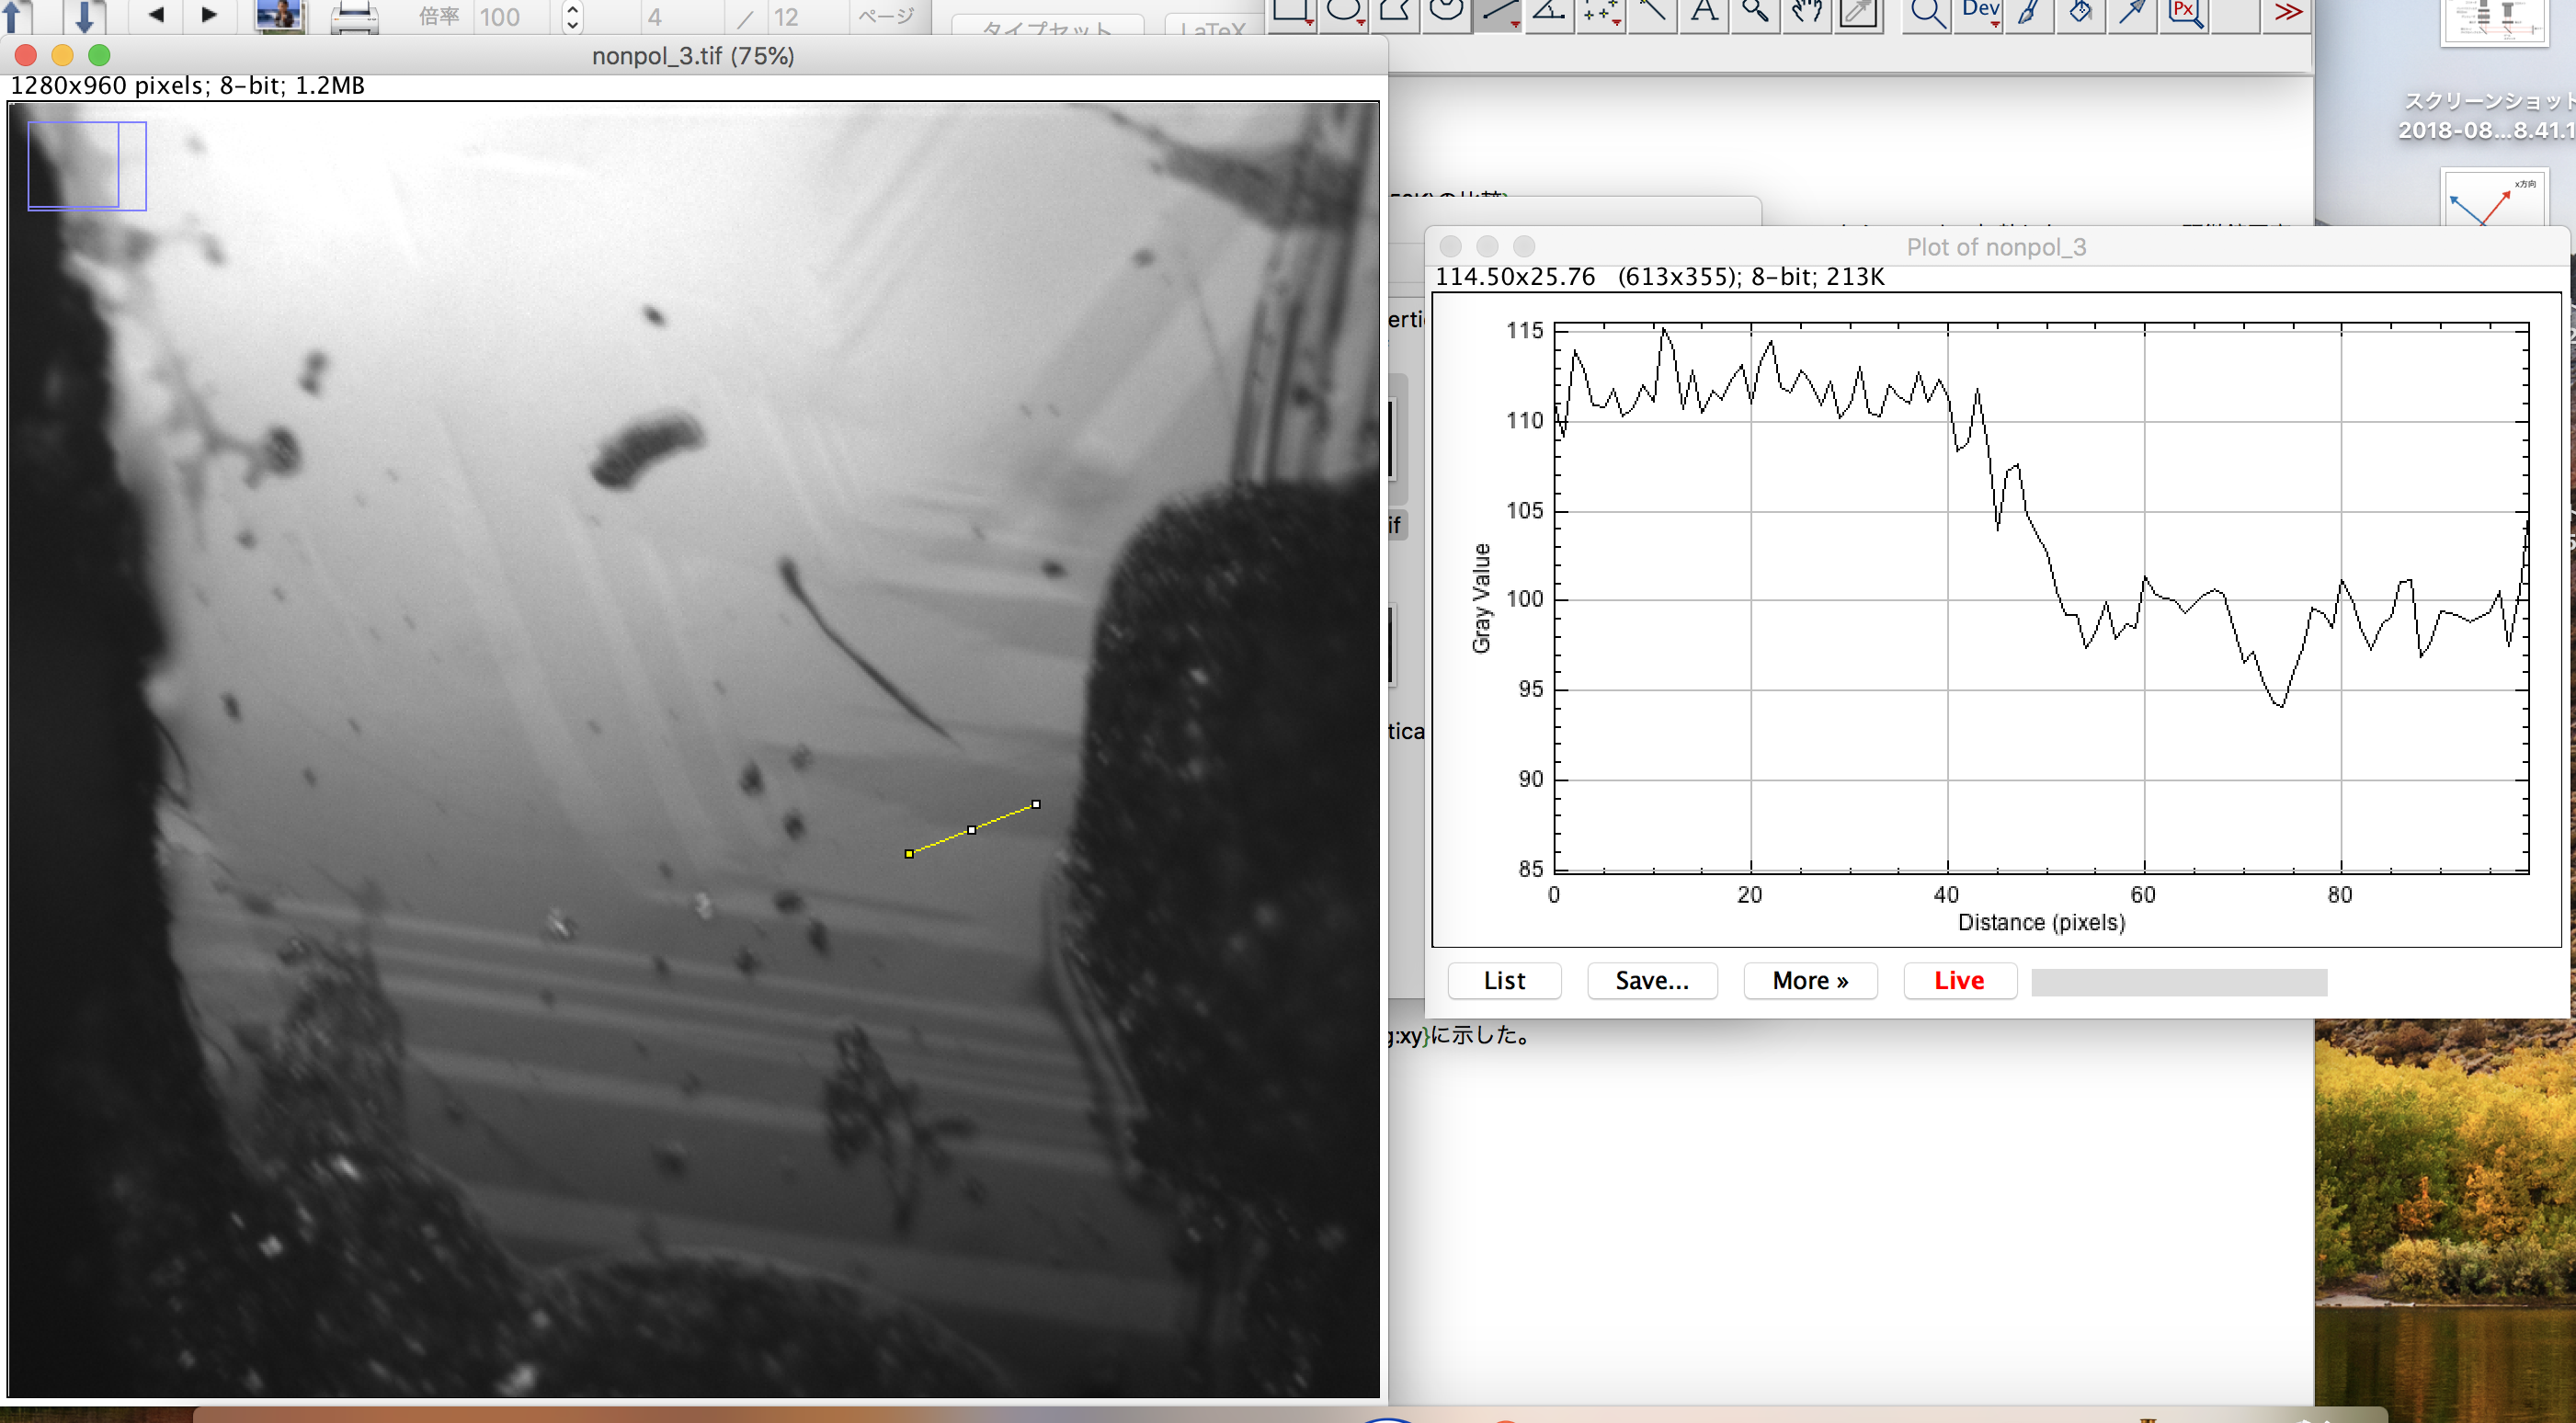 倍率 100 4 / 12 ページ
タイプセット LaTeX
A Dev Px
nonpol_3.tif (75%)
1280x960 pixels; 8-bit; 1.2MB
スクリーンショット
2018-08...8.41.1
x方向
Plot of nonpol_3
114.50x25.76 (613x355); 8-bit; 213K
erti
if
tica
115
110
105
100
95
90
85
Gray Value
0 20 40 60 80
Distance (pixels)
List Save... More » Live
g:xy}に示した。